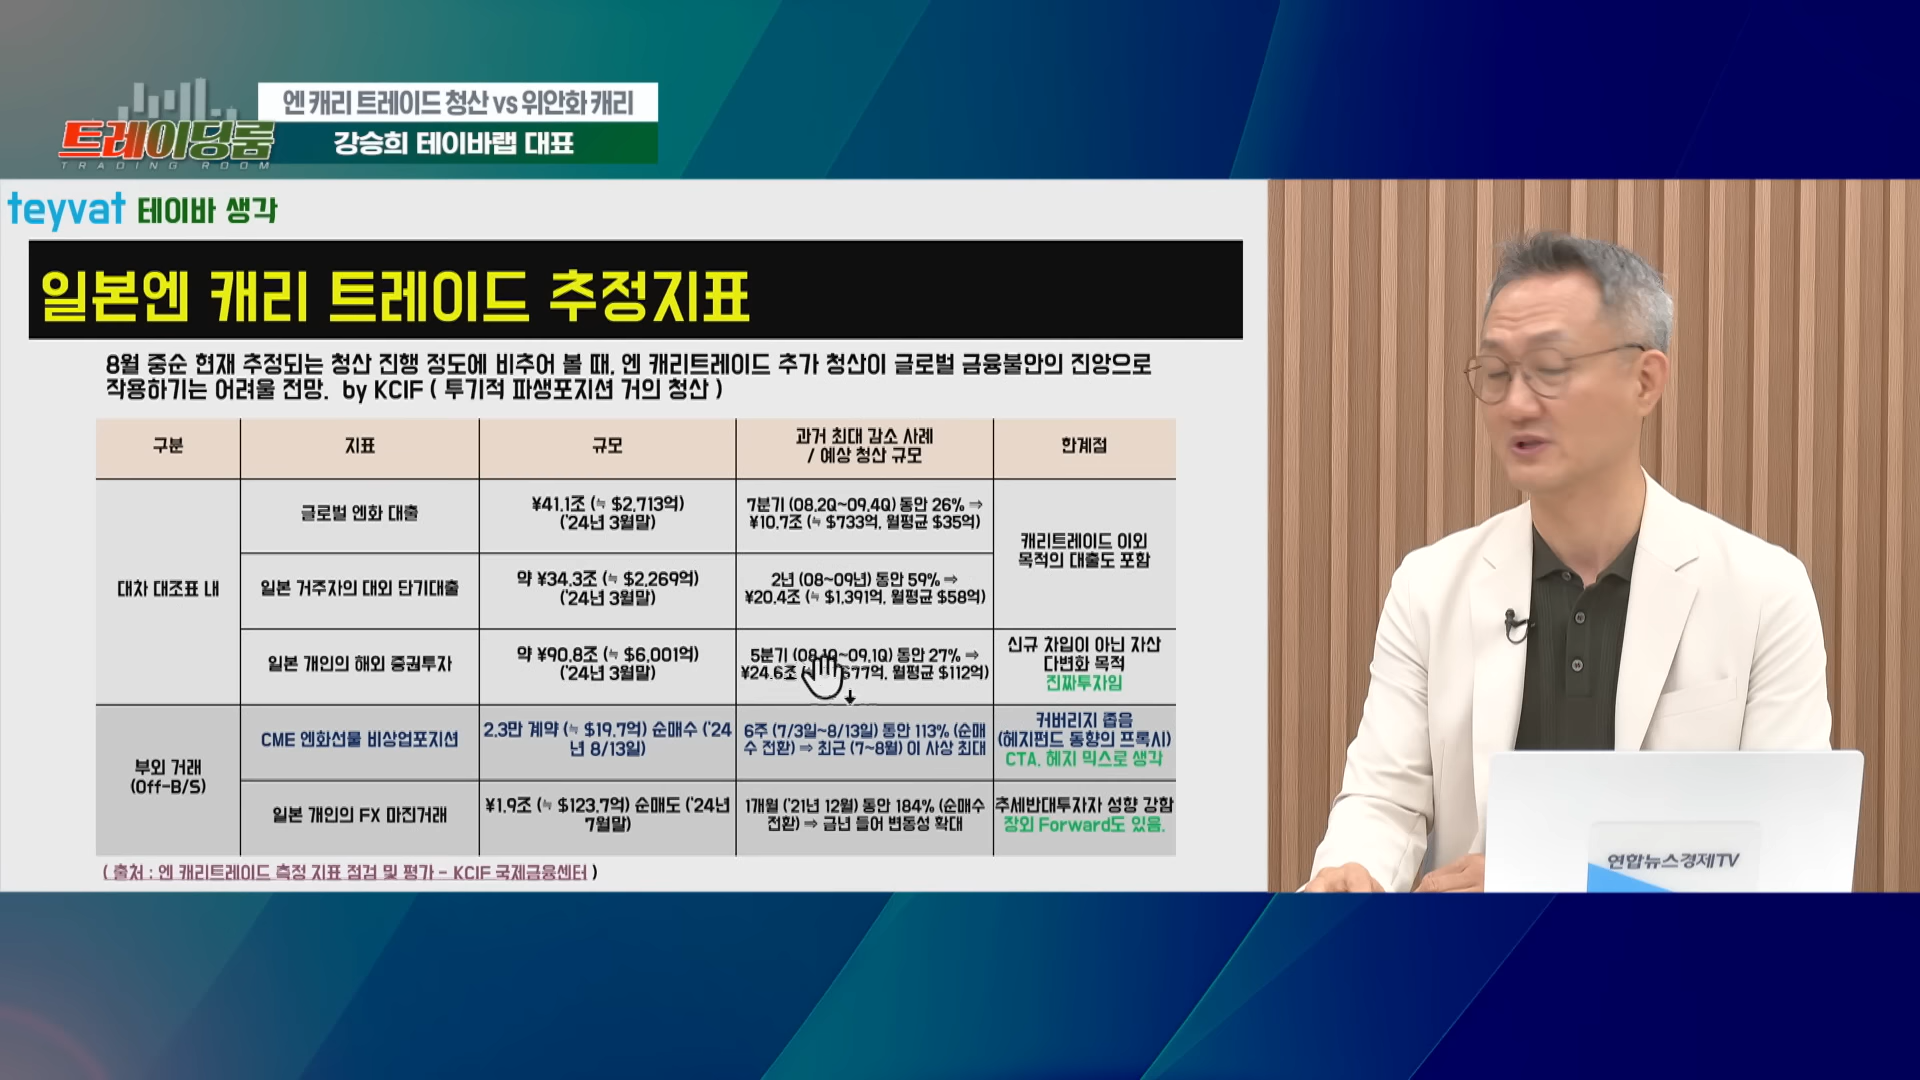 엔 캐리 트레이드 청산 vs 위안화 캐리
트레이딩룸
TRADING ROOM
강승희 테이바랩 대표
teyvat 테이바 생각
일본엔 캐리 트레이드 추정지표
8월 중순 현재 추정되는 청산 진행 정도에 비추어 볼 때, 엔 캐리트레이드 추가 청산이 글로벌 금융불안의 진앙으로
작용하기는 어려울 전망. by KCIF ( 투기적 파생포지션 거의 청산 )
구분
지표
규모
과거 최대 감소 사례
/ 예상 청산 규모
한계점
대차 대조표 내
글로벌 엔화 대출
¥41.1조 (≒ $2,713억)
('24년 3월말)
7분기 (08.2Q~09.4Q) 동안 26% ⇒
¥10.7조 (≒ $733억, 월평균 $35억)
캐리트레이드 이외
목적의 대출도 포함
일본 거주자의 대외 단기대출
약 ¥34.3조 (≒ $2,269억)
('24년 3월말)
2년 (08~09년) 동안 59% ⇒
¥20.4조 (≒ $1,391억, 월평균 $58억)
일본 개인의 해외 증권투자
약 ¥90.8조 (≒ $6,001억)
('24년 3월말)
5분기 (08.1Q~09.1Q) 동안 27% ⇒
¥24.6조 77억, 월평균 $112억)
신규 차입이 아닌 자산
다변화 목적
진짜투자임
부외 거래
(Off-B/S)
CME 엔화선물 비상업포지션
2.3만 계약 (≒ $19.7억) 순매수 ('24
년 8/13일)
6주 (7/3일~8/13일) 동안 113% (순매
수 전환) ⇒ 최근 (7~8월) 이 사상 최대
커버리지 좁음
(헤지펀드 동향의 프록시)
CTA, 헤지 믹스로 생각
일본 개인의 FX 마진거래
¥1.9조 (≒ $123.7억) 순매도 ('24년
7월말)
1개월 ('21년 12월) 동안 184% (순매수
전환) ⇒ 금년 들어 변동성 확대
추세반대투자자 성향 강함
장외 Forward도 있음.
( 출처 : 엔 캐리트레이드 측정 지표 점검 및 평가 - KCIF 국제금융센터 )
연합뉴스경제TV